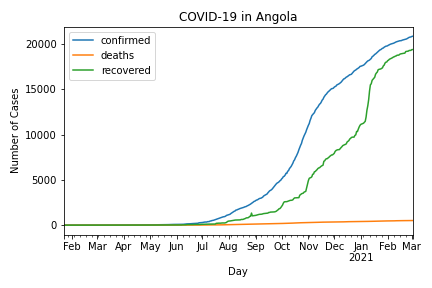 COVID-19 in Angola
confirmed
deaths
recovered
Number of Cases
20000
15000
10000
5000
0
Feb Mar Apr May Jun Jul Aug Sep Oct Nov Dec Jan Feb Mar
2021
Day